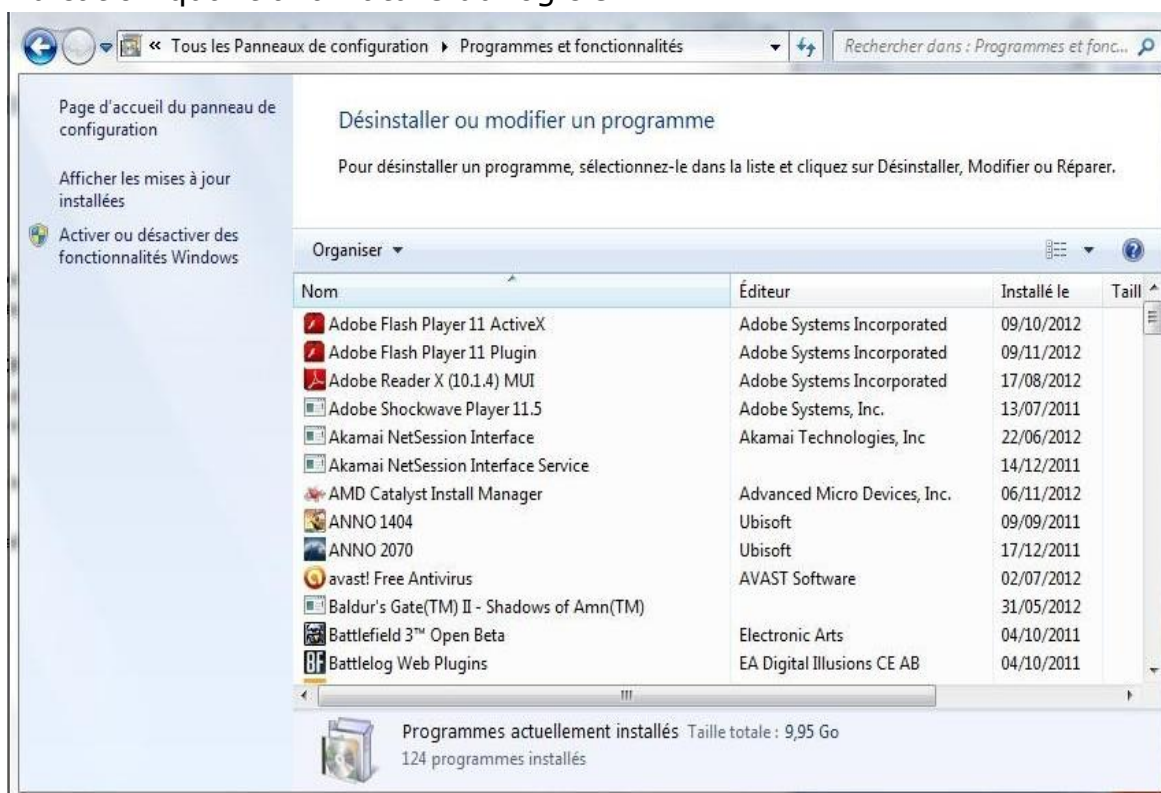 « Tous les Panneaux de configuration ▸ Programmes et fonctionnalités
Rechercher dans : Programmes et fonc...
Page d'accueil du panneau de
configuration
Afficher les mises à jour
installées
Activer ou désactiver des
fonctionnalités Windows
Désinstaller ou modifier un programme
Pour désinstaller un programme, sélectionnez-le dans la liste et cliquez sur Désinstaller, Modifier ou Réparer.
Organiser
Nom Éditeur Installé le Taill
Adobe Flash Player 11 ActiveX Adobe Systems Incorporated 09/10/2012
Adobe Flash Player 11 Plugin Adobe Systems Incorporated 09/11/2012
Adobe Reader X (10.1.4) MUI Adobe Systems Incorporated 17/08/2012
Adobe Shockwave Player 11.5 Adobe Systems, Inc. 13/07/2011
Akamai NetSession Interface Akamai Technologies, Inc 22/06/2012
Akamai NetSession Interface Service 14/12/2011
AMD Catalyst Install Manager Advanced Micro Devices, Inc. 06/11/2012
ANNO 1404 Ubisoft 09/09/2011
ANNO 2070 Ubisoft 17/12/2011
avast! Free Antivirus AVAST Software 02/07/2012
Baldur's Gate(TM) II - Shadows of Amn(TM) 31/05/2012
Battlefield 3™ Open Beta Electronic Arts 04/10/2011
BF Battlelog Web Plugins EA Digital Illusions CE AB 04/10/2011
Programmes actuellement installés Taille totale : 9,95 Go
124 programmes installés